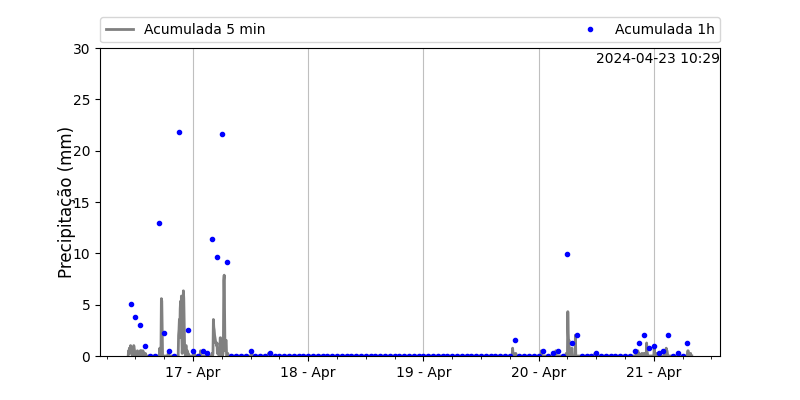 Acumulada 5 min
Acumulada 1h
2024-04-23 10:29
Precipitação (mm)
30
25
20
15
10
5
0
17 - Apr
18 - Apr
19 - Apr
20 - Apr
21 - Apr